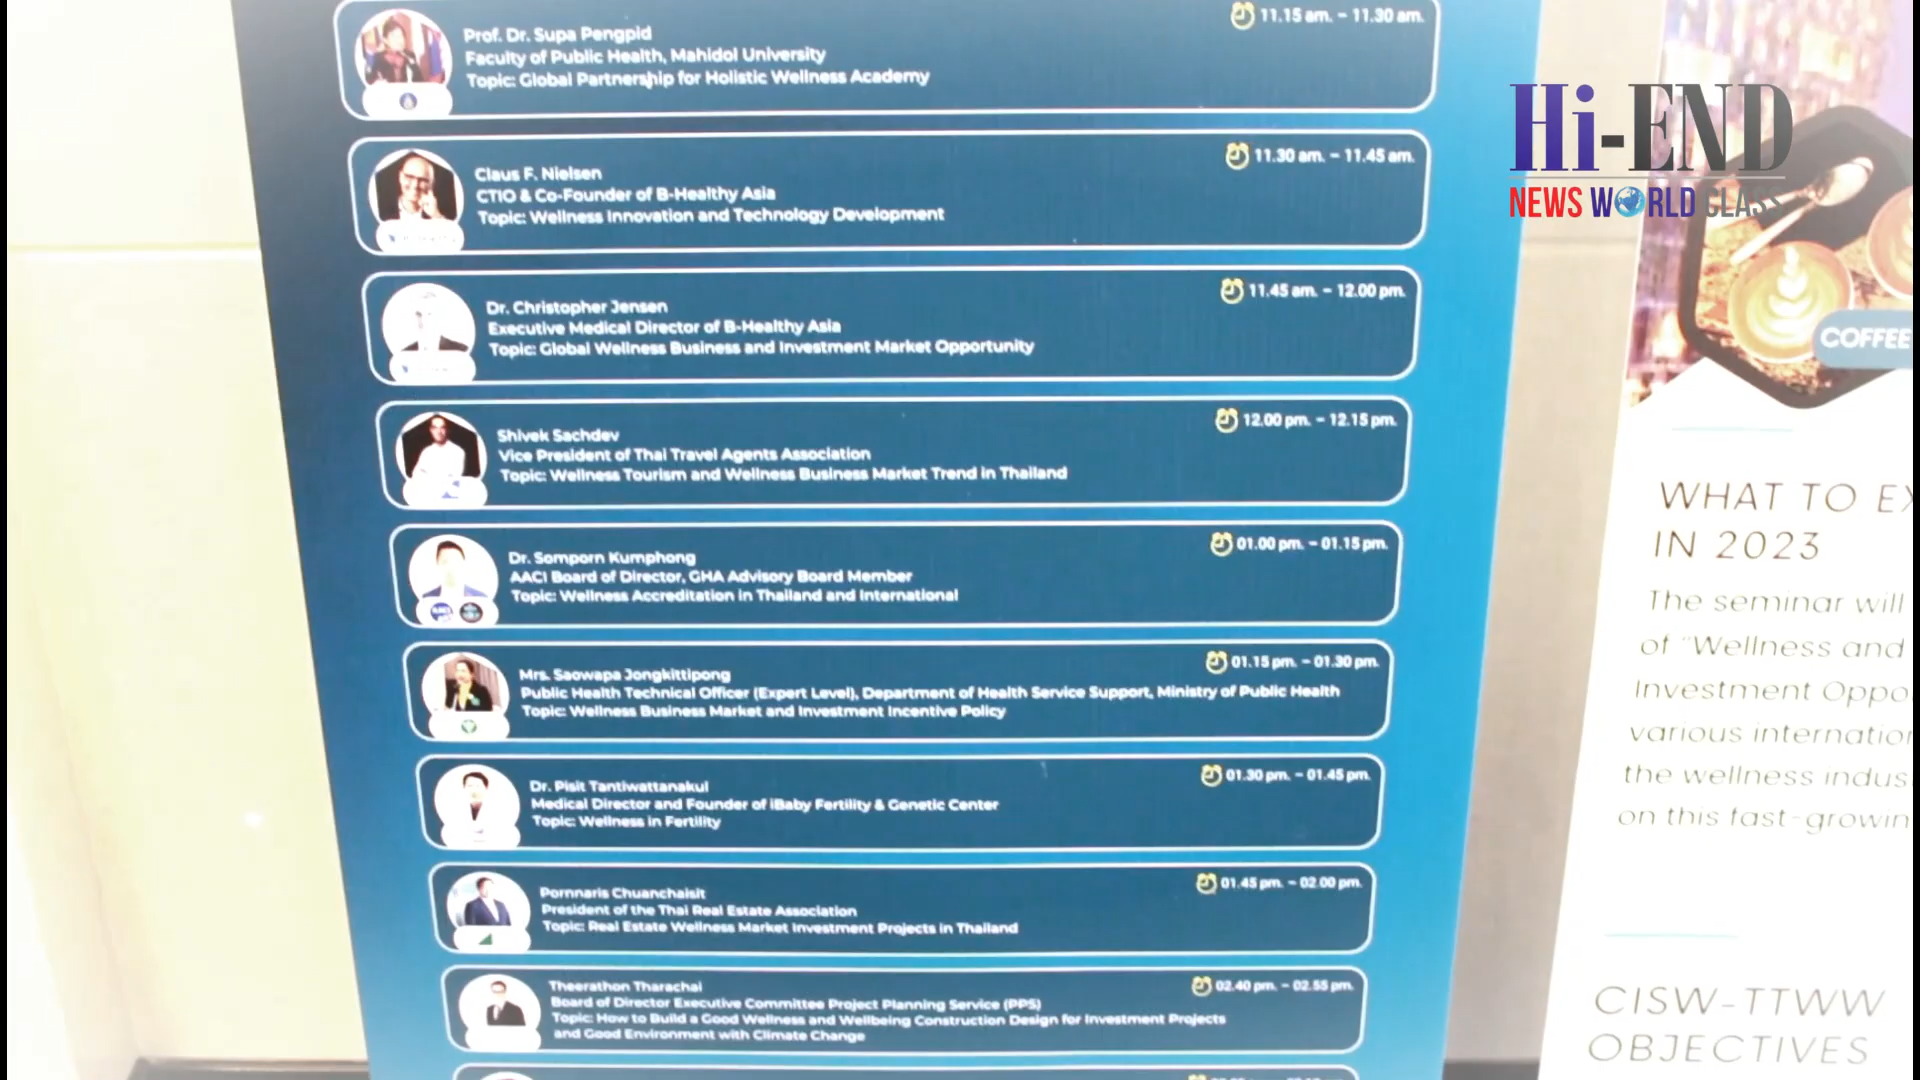 Prof. Dr. Supa Pengpid
Faculty of Public Health, Mahidol University
Topic: Global Partnership for Holistic Wellness Academy
11.15 am. – 11.30 am.
Claus F. Nielsen
CTIO & Co-Founder of B-Healthy Asia
Topic: Wellness Innovation and Technology Development
11.30 am. – 11.45 am.
Dr. Christopher Jensen
Executive Medical Director of B-Healthy Asia
Topic: Global Wellness Business and Investment Market Opportunity
11.45 am. – 12.00 pm.
Shivek Sachdev
Vice President of Thai Travel Agents Association
Topic: Wellness Tourism and Wellness Business Market Trend in Thailand
12.00 pm. – 12.15 pm.
Dr. Somporn Kumphong
AACI Board of Director, GHA Advisory Board Member
Topic: Wellness Accreditation in Thailand and International
01.00 pm. – 01.15 pm.
Mrs. Saowapa Jongkittipong
Public Health Technical Officer (Expert Level), Department of Health Service Support, Ministry of Public Health
Topic: Wellness Business Market and Investment Incentive Policy
01.15 pm. – 01.30 pm.
Dr. Pisit Tantiwattanakul
Medical Director and Founder of iBaby Fertility & Genetic Center
Topic: Wellness in Fertility
01.30 pm. – 01.45 pm.
Pornnaris Chuanchaisit
President of the Thai Real Estate Association
Topic: Real Estate Wellness Market Investment Projects in Thailand
01.45 pm. – 02.00 pm.
Theerathon Tharachai
Board of Director Executive Committee Project Planning Service (PPS)
Topic: How to Build a Good Wellness and Wellbeing Construction Design for Investment Projects
and Good Environment with Climate Change
02.40 pm. – 02.55 pm.
Hi-END
NEWS WORLD CLASS
COFFEE
WHAT TO EX
IN 2023
The seminar will
of "Wellness and
Investment Oppo
various internatio
the wellness indus
on this fast-growin
CISW-TTWW
OBJECTIVES